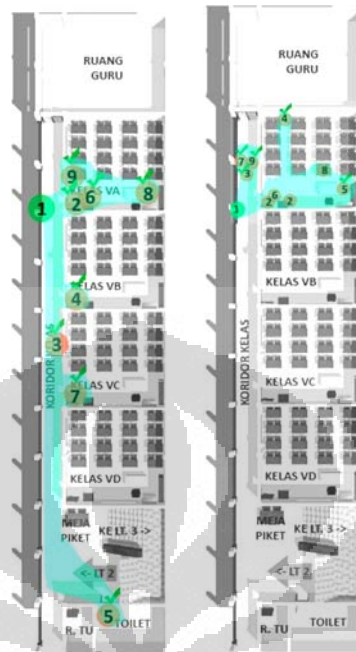 RUANG
GURU
9
KELAS VA
1
2
6
8
KELAS VB
4
3
KORIDOR KELAS
KELAS VC
7
KELAS VD
MEJA
PIKET
KE LT. 3 ->
<- LT 2
5
R. TU
TOILET
RUANG
GURU
4
7
9
3
8
5
1
2
6
2
KELAS VB
KORIDOR KELAS
KELAS VC
KELAS VD
MEJA
PIKET
KE LT. 3 ->
<- LT 2
R. TU
TOILET